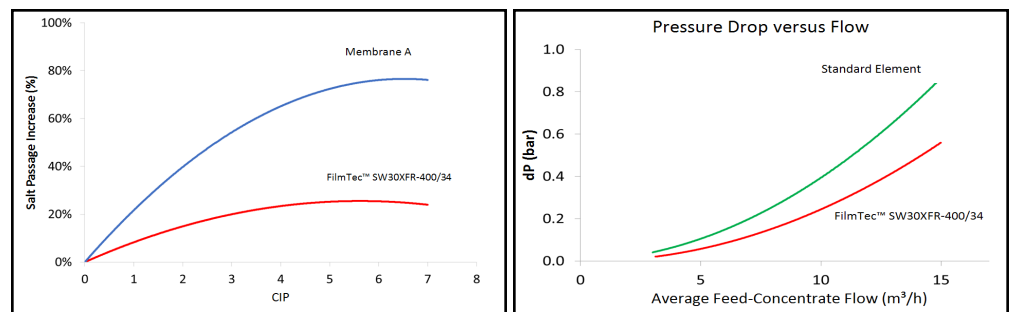 100%
80%
60%
40%
20%
0%
Salt Passage Increase (%)
Membrane A
FilmTec™ SW30XFR-400/34
0 1 2 3 4 5 6 7 8
CIP
Pressure Drop versus Flow
1.0
0.8
0.6
0.4
0.2
0.0
dP (bar)
Standard Element
FilmTec™ SW30XFR-400/34
0 5 10 15
Average Feed-Concentrate Flow (m³/h)